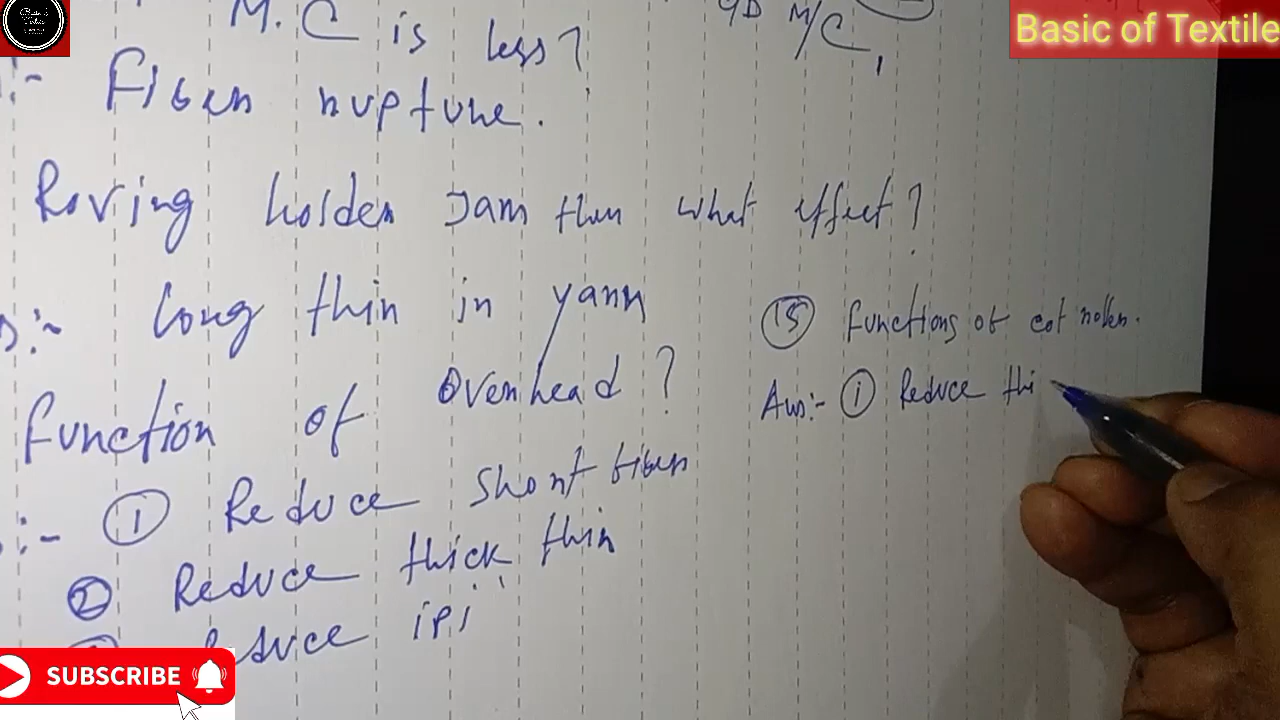 M.C is less?
:- Fiber rupture.
Roving holder Jam then what effect?
s:- Long thin in yarn
function of Overhead?
s:- ① Reduce short fiber
② Reduce thick thin
Reduce ipi
M/C,
⑮ functions of cot roller.
Ans:- ① Reduce thi
Basic of Textile
SUBSCRIBE